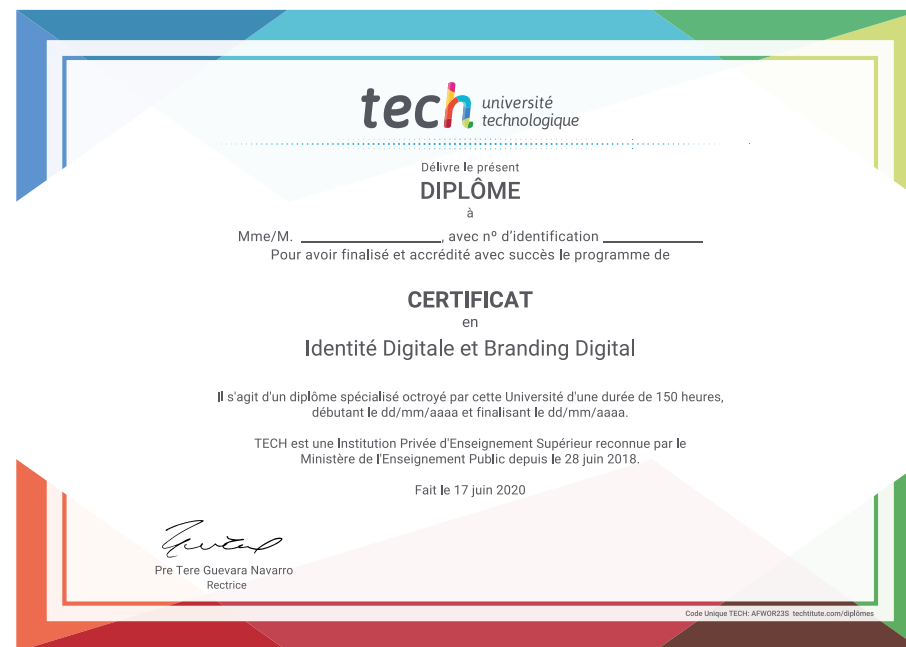 tech université
technologique
Délivre le présent
DIPLÔME
à
Mme/M. ____________________, avec nº d'identification ______________
Pour avoir finalisé et accrédité avec succès le programme de
CERTIFICAT
en
Identité Digitale et Branding Digital
Il s'agit d'un diplôme spécialisé octroyé par cette Université d'une durée de 150 heures,
débutant le dd/mm/aaaa et finalisant le dd/mm/aaaa.
TECH est une Institution Privée d'Enseignement Supérieur reconnue par le
Ministère de l'Enseignement Public depuis le 28 juin 2018.
Fait le 17 juin 2020
Pre Tere Guevara Navarro
Rectrice
Code Unique TECH: AFWOR23S techtitute.com/diplômes